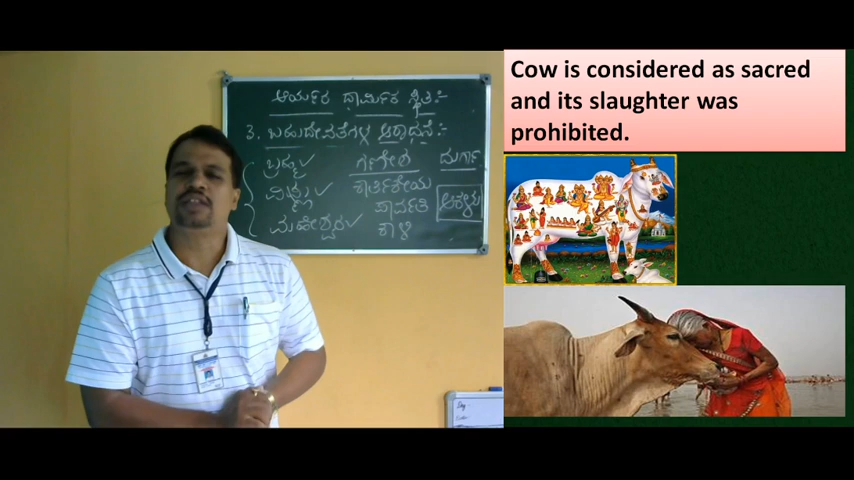 ಆರ್ಯರ ಧಾರ್ಮಿಕ ಸ್ಥಿತಿ:-
3. ಬಹುದೇವತೆಗಳ ಆರಾಧನೆ:-
ಬ್ರಹ್ಮ ✓ ಗಣೇಶ ದುರ್ಗಾ
ವಿಷ್ಣು ✓ ಕಾರ್ತಿಕೇಯ
ಪಾರ್ವತಿ
ಮಹೇಶ್ವರ ✓ ಕಾಳಿ
Cow is considered as sacred
and its slaughter was
prohibited.